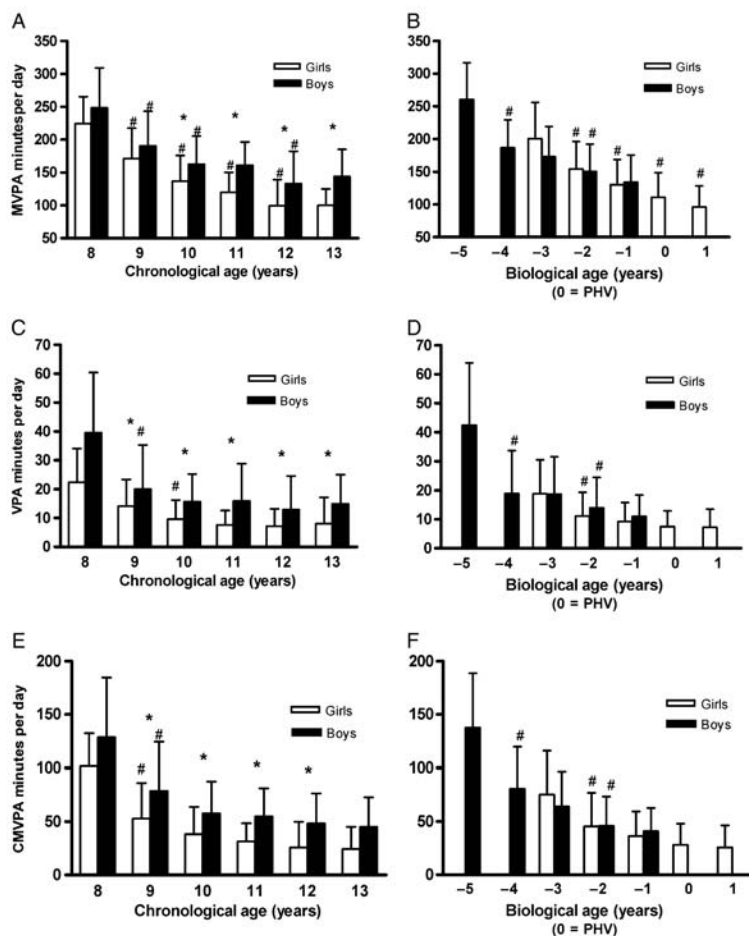 A
MVPA minutes per day
350
300
250
200
150
100
50
Girls
Boys
# # * # # * # # * # # *
8 9 10 11 12 13
Chronological age (years)
B
350
300
250
200
150
100
50
Girls
Boys
# # # # # #
−5 −4 −3 −2 −1 0 1
Biological age (years)
(0 = PHV)
C
VPA minutes per day
70
60
50
40
30
20
10
0
Girls
Boys
* # # * * * *
8 9 10 11 12 13
Chronological age (years)
D
70
60
50
40
30
20
10
0
Girls
Boys
# # #
−5 −4 −3 −2 −1 0 1
Biological age (years)
(0 = PHV)
E
CMVPA minutes per day
200
150
100
50
0
Girls
Boys
# * # * * *
8 9 10 11 12 13
Chronological age (years)
F
200
150
100
50
0
Girls
Boys
# # #
−5 −4 −3 −2 −1 0 1
Biological age (years)
(0 = PHV)